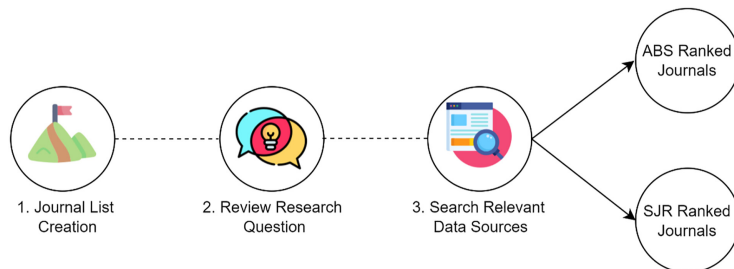 ABS Ranked
Journals
1. Journal List
Creation
2. Review Research
Question
3. Search Relevant
Data Sources
SJR Ranked
Journals